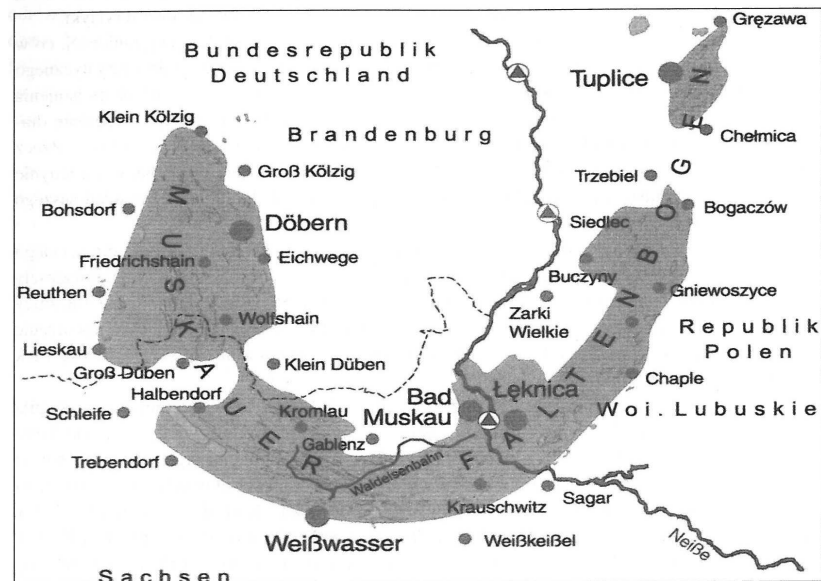 Gręzawa
Bundesrepublik
Deutschland
Tuplice
Klein Kölzig
Brandenburg
Chełmica
Groß Kölzig
Trzebiel
Bohsdorf
Siedlec
Bogaczów
Döbern
Friedrichshain
Eichwege
Buczyny
Reuthen
Gniewoszyce
Zarki
Wielkie
Wolfshain
Republik
Polen
Lieskau
Groß Düben
Klein Düben
Chaple
Halbendorf
Bad
Muskau
Łęknica
Woi. Lubuskie
Schleife
Kromlau
Gablenz
MUSKAUER FALTENBOGEN
Trebendorf
Waldeisenbahn
Krauschwitz
Sagar
Weißwasser
Weißkeißel
Neiße
Sachsen